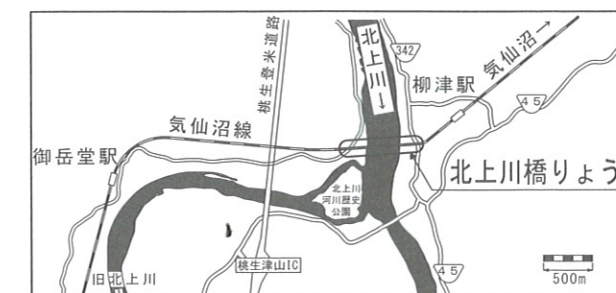 桃生登米道路
北上川→
342
柳津駅
気仙沼→
45
気仙沼線
御岳堂駅
北上川橋りょう
北上川
河川歴史
公園
旧北上川
桃生津山IC
45
500m